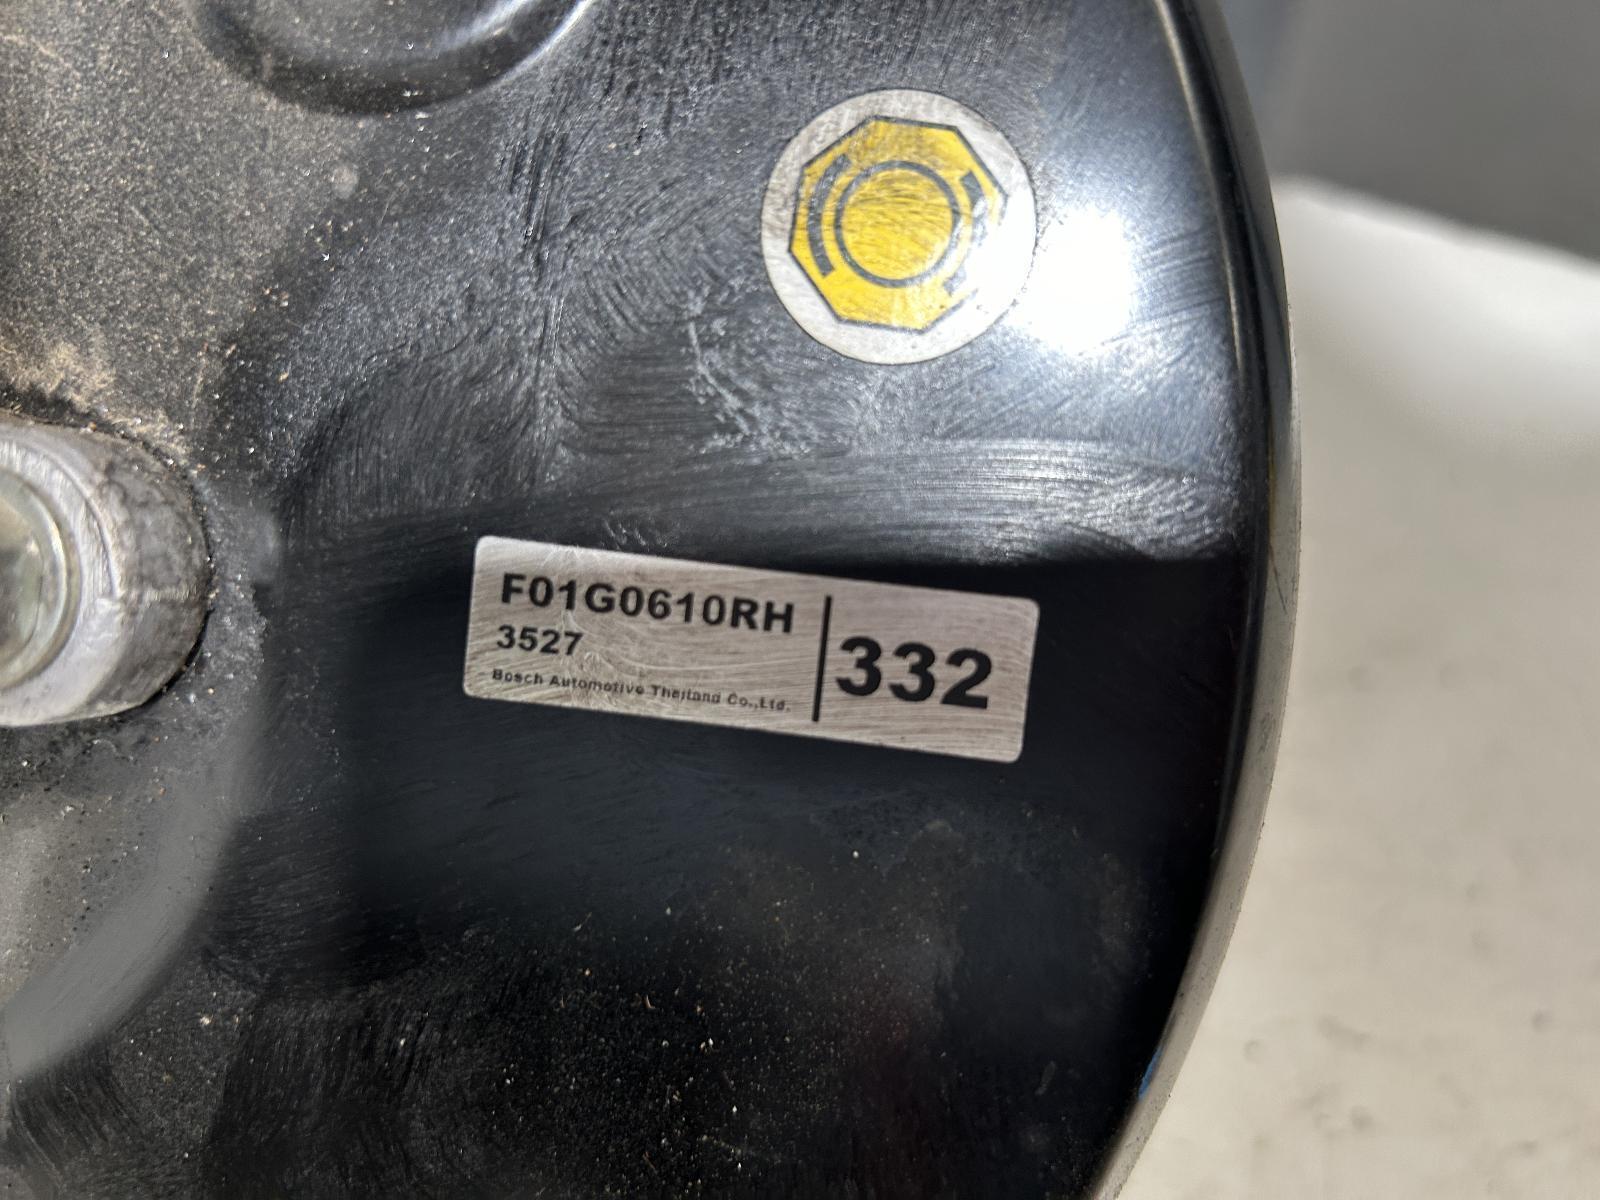 F01G0610RH
3527
332
Bosch Automotive Thailand Co.,Ltd.